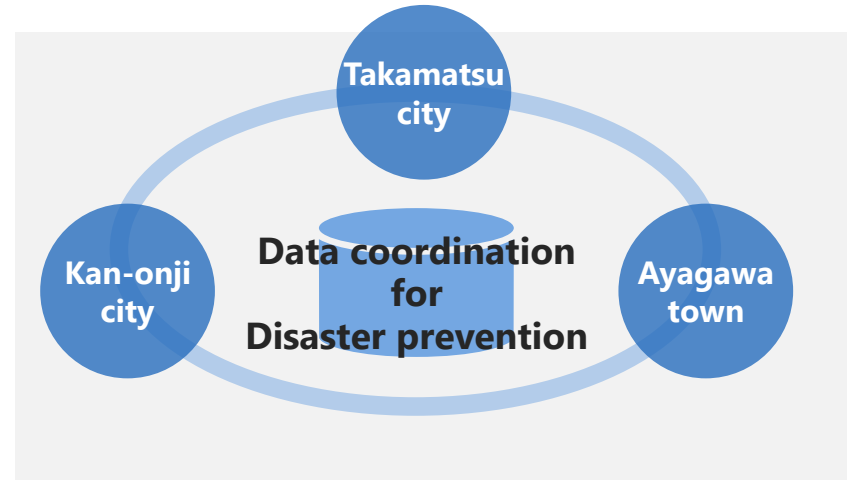 Takamatsu
city
Kan-onji
city
Data coordination
for
Disaster prevention
Ayagawa
town